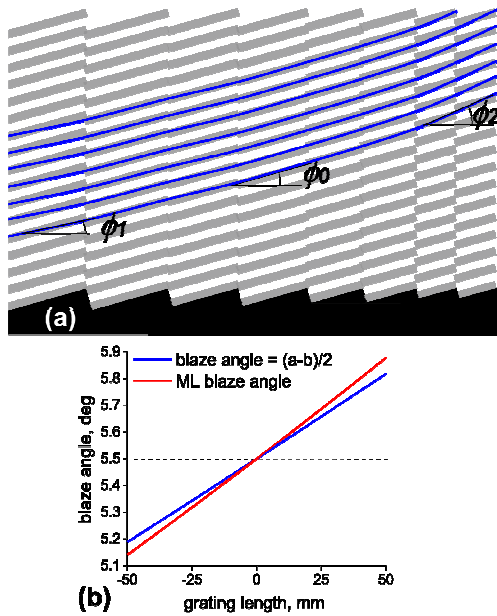 ϕ2
ϕ0
ϕ1
(a)
5.9
blaze angle = (a-b)/2
5.8
ML blaze angle
5.7
5.6
5.5
5.4
5.3
5.2
5.1
blaze angle, deg
-50
-25
0
25
50
grating length, mm
(b)